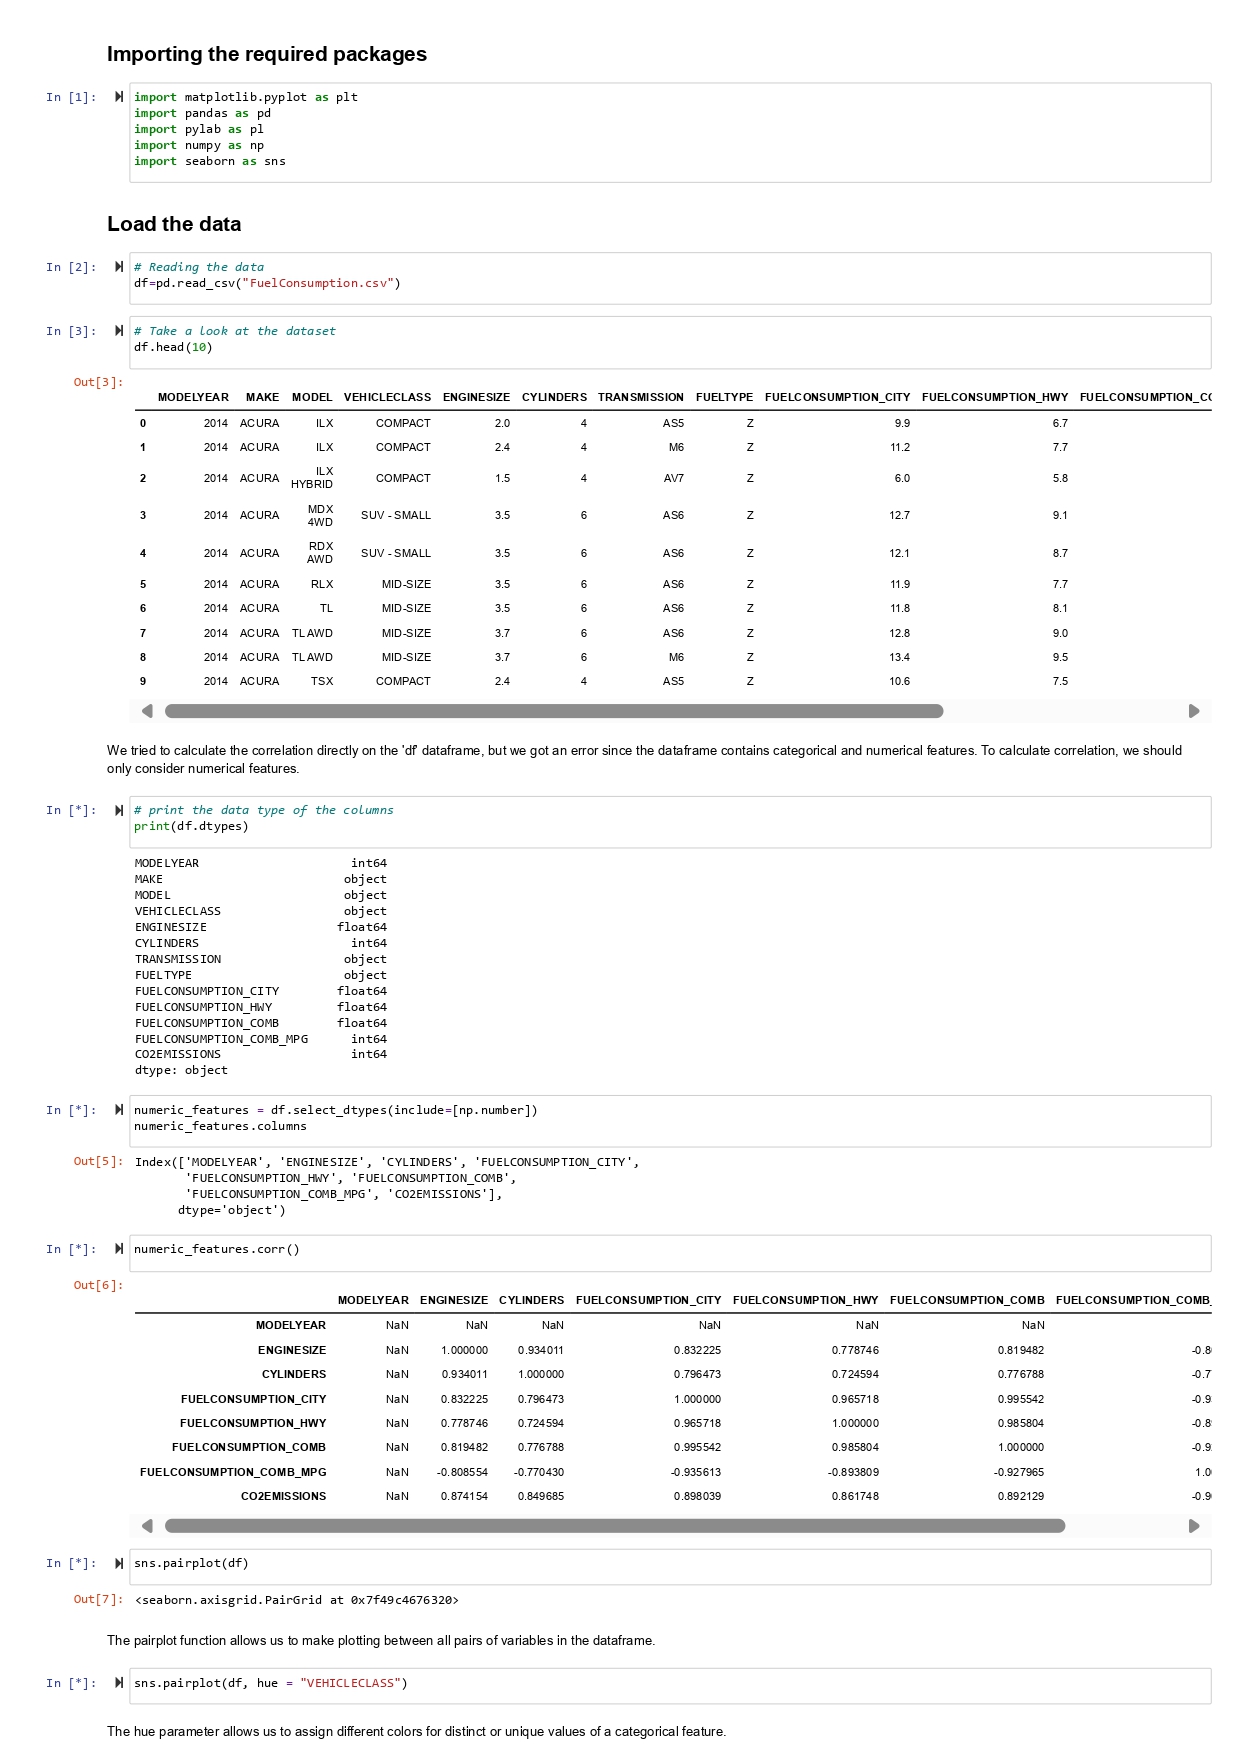 Importing the required packages
In [1]: import matplotlib.pyplot as plt
import pandas as pd
import pylab as pl
import numpy as np
import seaborn as sns
Load the data
In [2]: # Reading the data
df=pd.read_csv("FuelConsumption.csv")
In [3]: # Take a look at the dataset
df.head(10)
Out[3]:
MODELYEAR MAKE MODEL VEHICLECLASS ENGINESIZE CYLINDERS TRANSMISSION FUELTYPE FUELCONSUMPTION_CITY FUELCONSUMPTION_HWY FUELCONSUMPTION_CO
0 2014 ACURA ILX COMPACT 2.0 4 AS5 Z 9.9 6.7
1 2014 ACURA ILX COMPACT 2.4 4 M6 Z 11.2 7.7
2 2014 ACURA ILX HYBRID COMPACT 1.5 4 AV7 Z 6.0 5.8
3 2014 ACURA MDX 4WD SUV - SMALL 3.5 6 AS6 Z 12.7 9.1
4 2014 ACURA RDX AWD SUV - SMALL 3.5 6 AS6 Z 12.1 8.7
5 2014 ACURA RLX MID-SIZE 3.5 6 AS6 Z 11.9 7.7
6 2014 ACURA TL MID-SIZE 3.5 6 AS6 Z 11.8 8.1
7 2014 ACURA TL AWD MID-SIZE 3.7 6 AS6 Z 12.8 9.0
8 2014 ACURA TL AWD MID-SIZE 3.7 6 M6 Z 13.4 9.5
9 2014 ACURA TSX COMPACT 2.4 4 AS5 Z 10.6 7.5
We tried to calculate the correlation directly on the 'df' dataframe, but we got an error since the dataframe contains categorical and numerical features. To calculate correlation, we should
only consider numerical features.
In [*]: # print the data type of the columns
print(df.dtypes)
MODELYEAR int64
MAKE object
MODEL object
VEHICLECLASS object
ENGINESIZE float64
CYLINDERS int64
TRANSMISSION object
FUELTYPE object
FUELCONSUMPTION_CITY float64
FUELCONSUMPTION_HWY float64
FUELCONSUMPTION_COMB float64
FUELCONSUMPTION_COMB_MPG int64
CO2EMISSIONS int64
dtype: object
In [*]: numeric_features = df.select_dtypes(include=[np.number])
numeric_features.columns
Out[5]: Index(['MODELYEAR', 'ENGINESIZE', 'CYLINDERS', 'FUELCONSUMPTION_CITY',
'FUELCONSUMPTION_HWY', 'FUELCONSUMPTION_COMB',
'FUELCONSUMPTION_COMB_MPG', 'CO2EMISSIONS'],
dtype='object')
In [*]: numeric_features.corr()
Out[6]:
MODELYEAR ENGINESIZE CYLINDERS FUELCONSUMPTION_CITY FUELCONSUMPTION_HWY FUELCONSUMPTION_COMB FUELCONSUMPTION_COMB_
MODELYEAR NaN NaN NaN NaN NaN NaN
ENGINESIZE NaN 1.000000 0.934011 0.832225 0.778746 0.819482 -0.8
CYLINDERS NaN 0.934011 1.000000 0.796473 0.724594 0.776788 -0.7
FUELCONSUMPTION_CITY NaN 0.832225 0.796473 1.000000 0.965718 0.995542 -0.9
FUELCONSUMPTION_HWY NaN 0.778746 0.724594 0.965718 1.000000 0.985804 -0.8
FUELCONSUMPTION_COMB NaN 0.819482 0.776788 0.995542 0.985804 1.000000 -0.9
FUELCONSUMPTION_COMB_MPG NaN -0.808554 -0.770430 -0.935613 -0.893809 -0.927965 1.0
CO2EMISSIONS NaN 0.874154 0.849685 0.898039 0.861748 0.892129 -0.9
In [*]: sns.pairplot(df)
Out[7]: <seaborn.axisgrid.PairGrid at 0x7f49c4676320>
The pairplot function allows us to make plotting between all pairs of variables in the dataframe.
In [*]: sns.pairplot(df, hue = "VEHICLECLASS")
The hue parameter allows us to assign different colors for distinct or unique values of a categorical feature.